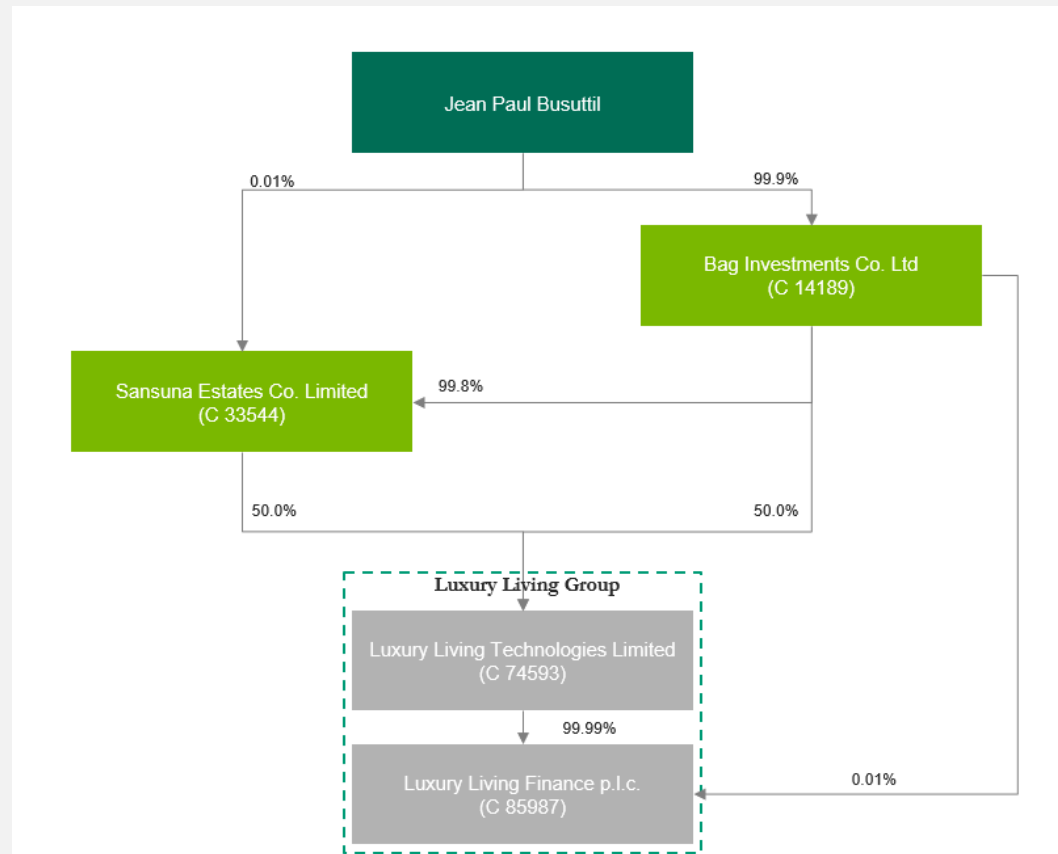 Jean Paul Busuttil
0.01%
99.9%
Bag Investments Co. Ltd
(C 14189)
Sansuna Estates Co. Limited
(C 33544)
99.8%
50.0%
50.0%
Luxury Living Group
Luxury Living Technologies Limited
(C 74593)
99.99%
Luxury Living Finance p.l.c.
(C 85987)
0.01%